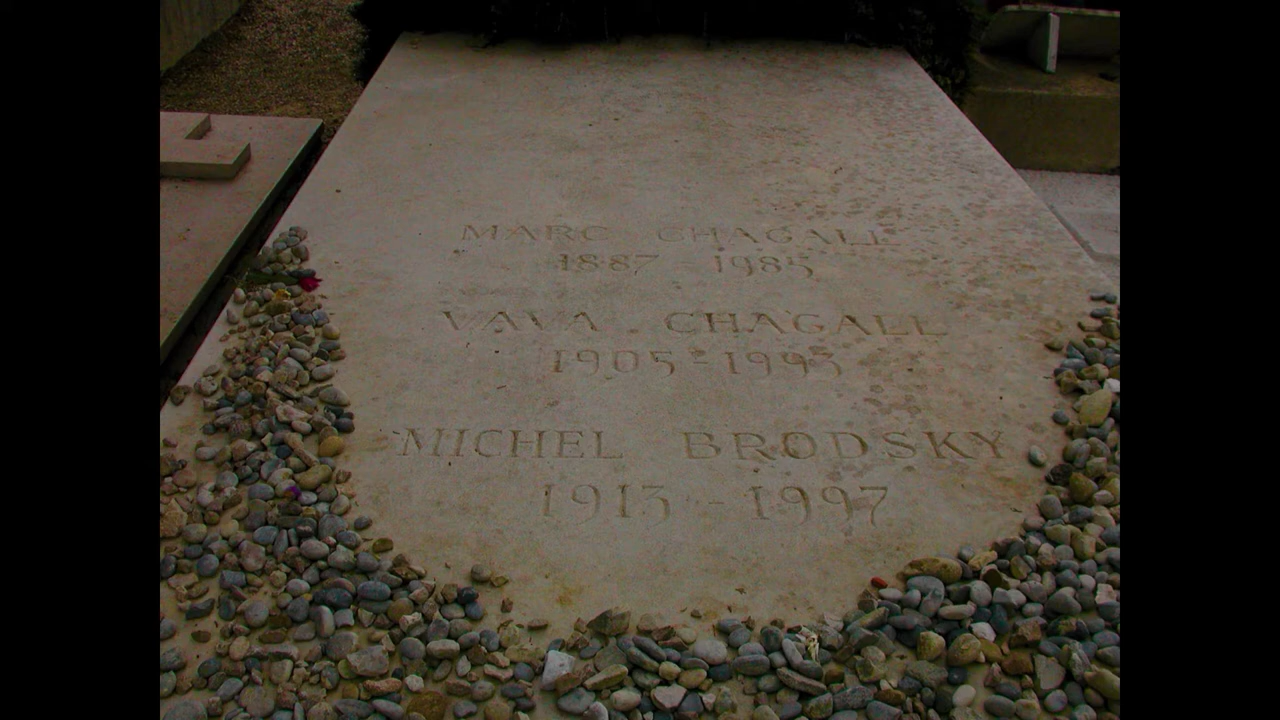 MARC CHAGALL
1887 - 1985
VAVA CHAGALL
1905 - 1993
MICHEL BRODSKY
1913 - 1997